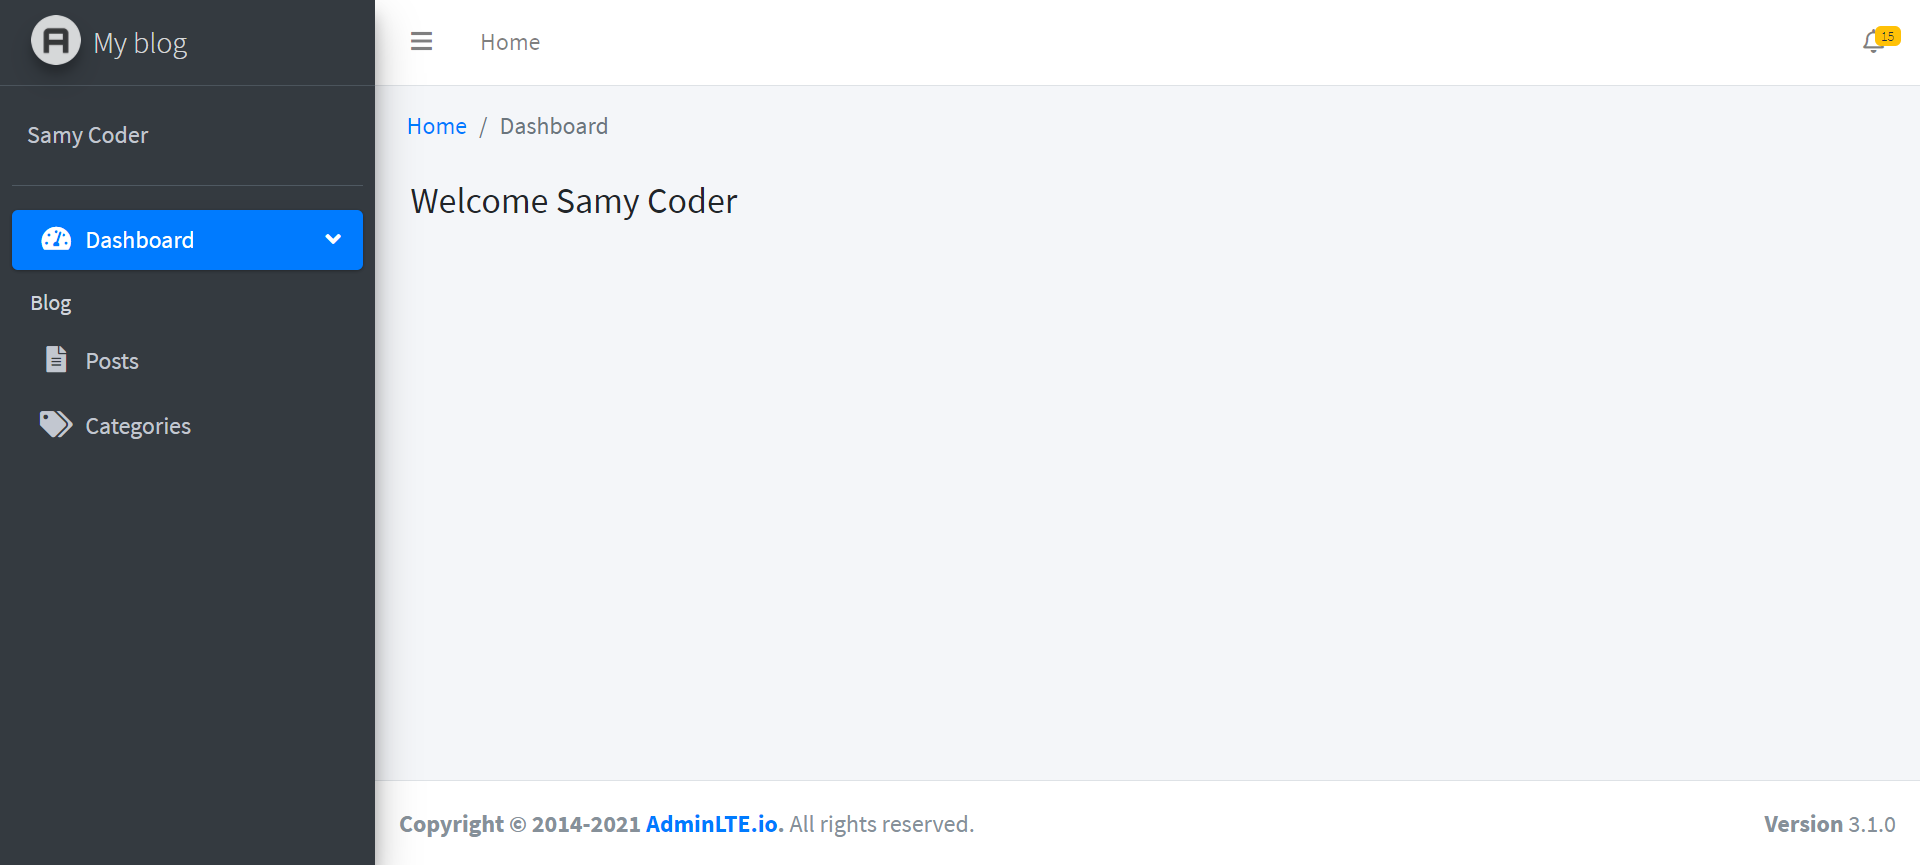 My blog
Home
15
Samy Coder
Home / Dashboard
Welcome Samy Coder
Dashboard
Blog
Posts
Categories
Copyright © 2014-2021 AdminLTE.io. All rights reserved.
Version 3.1.0